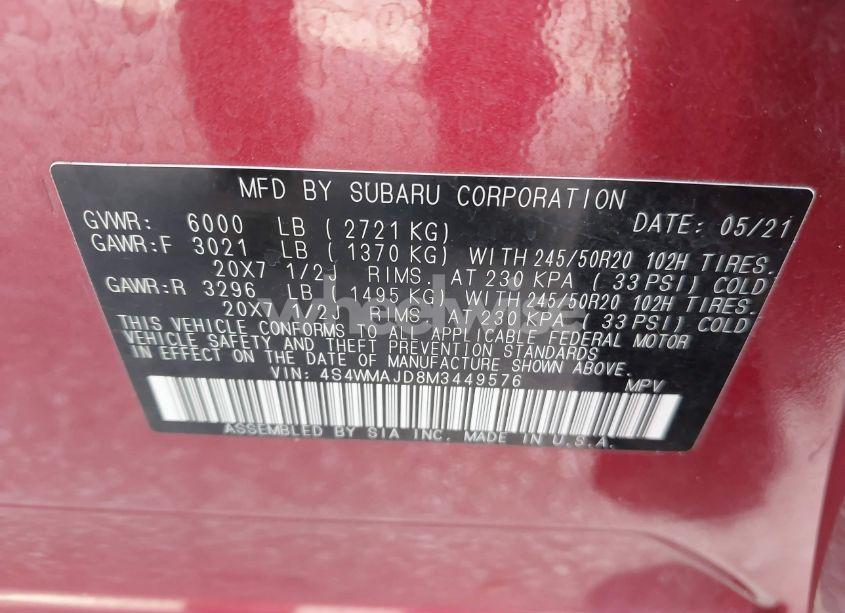 MFD BY SUBARU CORPORATION
GVWR: 6000 LB ( 2721 KG) DATE: 05/21
GAWR:F 3021 LB ( 1370 KG) WITH 245/50R20 102H TIRES.
20X7 1/2J RIMS. AT 230 KPA ( 33 PSI) COLD
GAWR:R 3296 LB ( 1495 KG) WITH 245/50R20 102H TIRES.
20X7 1/2J RIMS. AT 230 KPA ( 33 PSI) COLD
wheelwise
THIS VEHICLE CONFORMS TO ALL APPLICABLE FEDERAL MOTOR
VEHICLE SAFETY AND THEFT PREVENTION STANDARDS
IN EFFECT ON THE DATE OF MANUFACTURE SHOWN ABOVE.
VIN: 4S4WMAJD8M3449576 MPV
ASSEMBLED BY SIA INC. MADE IN U.S.A.